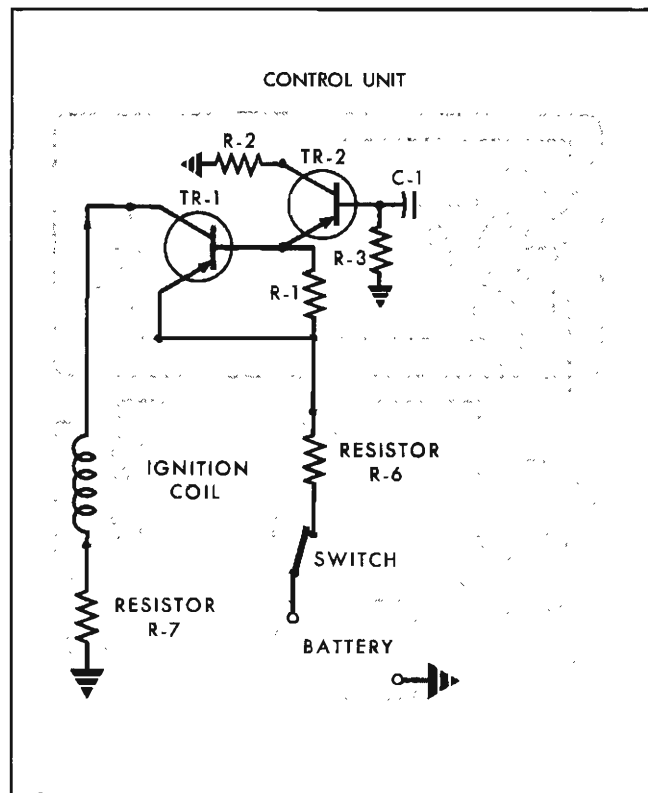 CONTROL UNIT
R-2
TR-2
C-1
TR-1
R-3
R-1
RESISTOR
R-6
IGNITION
COIL
SWITCH
RESISTOR
R-7
BATTERY